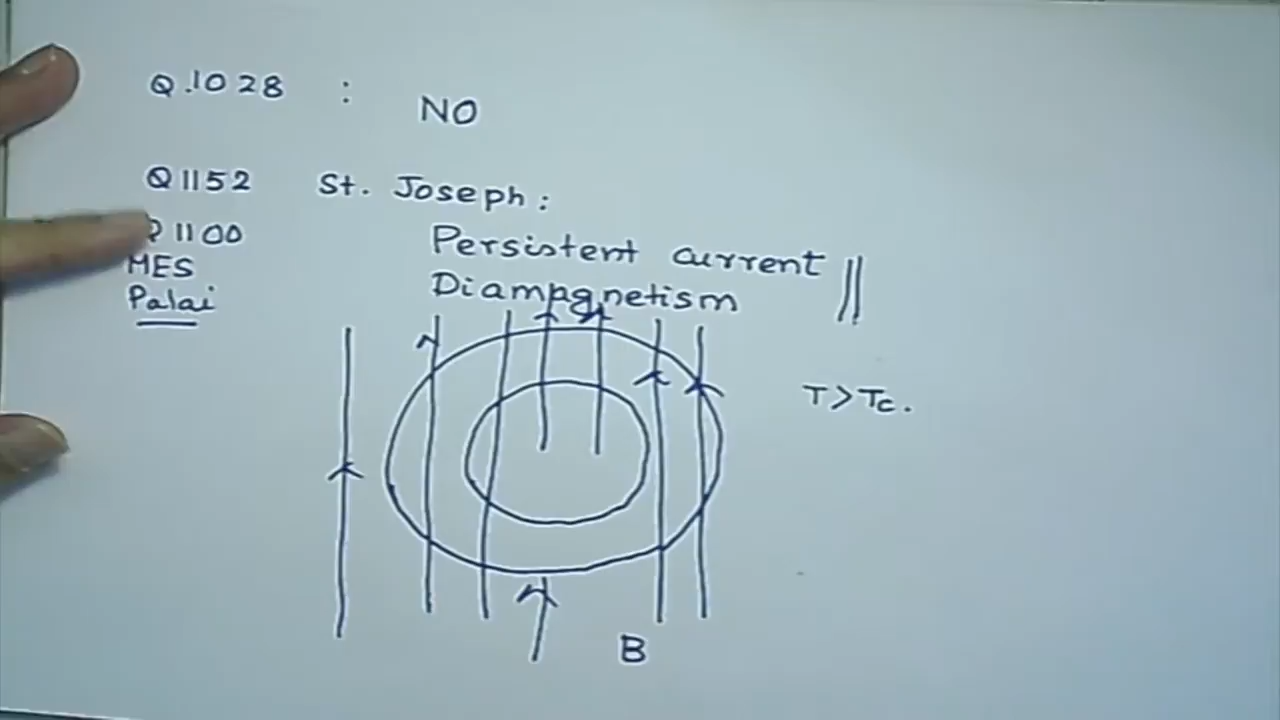 Q.1028 : NO
Q1152 St. Joseph:
Q1100 Persistent current
MES Diamagnetism
Palai
T>Tc.
B